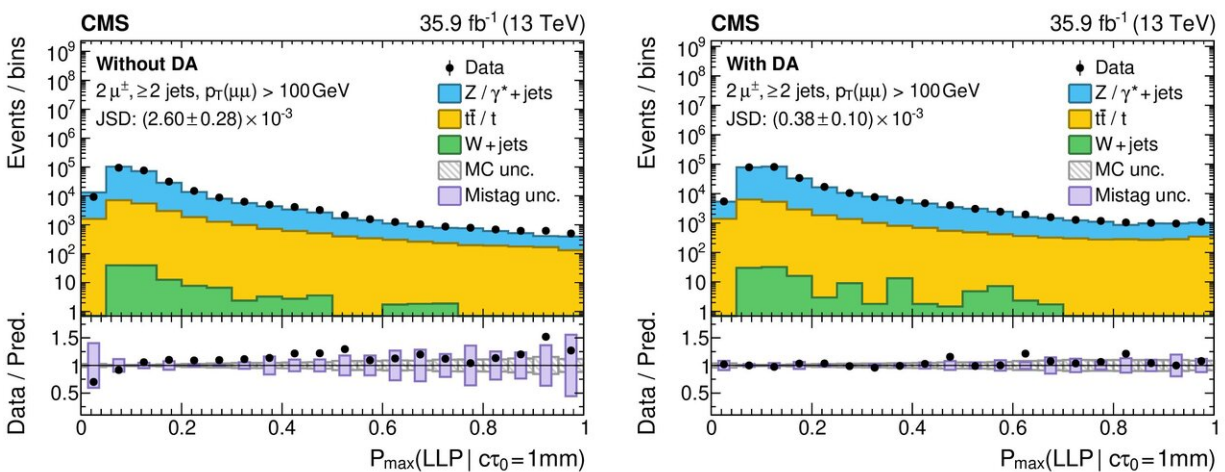 CMS 35.9 fb⁻¹ (13 TeV)
Events / bins
10⁹
10⁸
10⁷
10⁶
10⁵
10⁴
10³
10²
10
1
Without DA
2 μ±, ≥2 jets, pT(μμ) > 100 GeV
JSD: (2.60 ± 0.28) × 10⁻³
Data
Z / γ* + jets
tt̄ / t
W + jets
MC unc.
Mistag unc.
Data / Pred.
1.5
1
0.5
0 0.2 0.4 0.6 0.8 1
Pmax(LLP | cτ0 = 1mm)
CMS 35.9 fb⁻¹ (13 TeV)
Events / bins
10⁹
10⁸
10⁷
10⁶
10⁵
10⁴
10³
10²
10
1
With DA
2 μ±, ≥2 jets, pT(μμ) > 100 GeV
JSD: (0.38 ± 0.10) × 10⁻³
Data
Z / γ* + jets
tt̄ / t
W + jets
MC unc.
Mistag unc.
Data / Pred.
1.5
1
0.5
0 0.2 0.4 0.6 0.8 1
Pmax(LLP | cτ0 = 1mm)